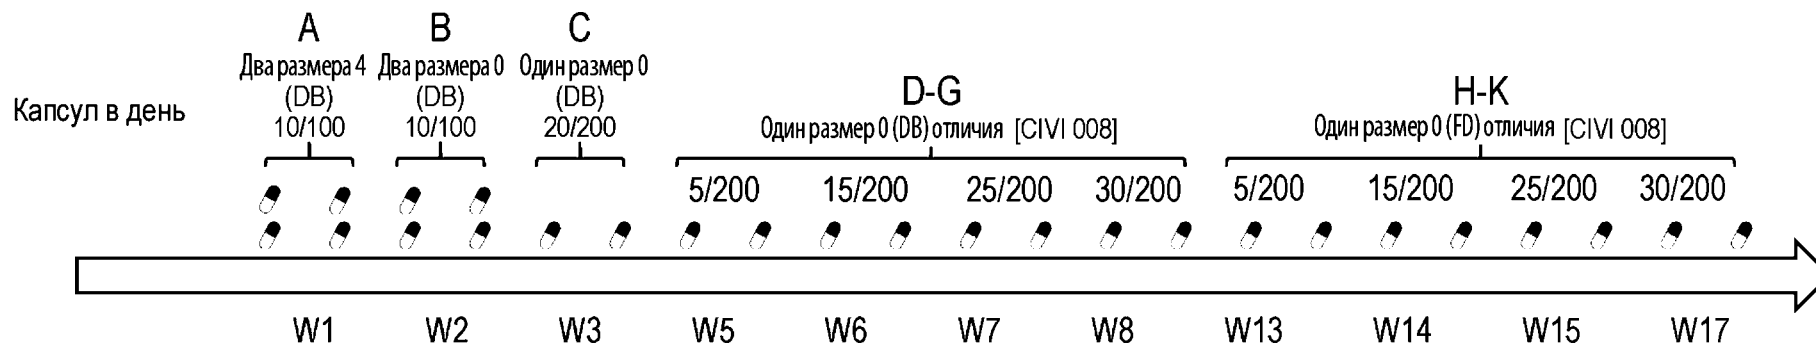 A
Два размера 4
(DB)
10/100
B
Два размера 0
(DB)
10/100
C
Один размер 0
(DB)
20/200
Капсул в день
D-G
Один размер 0 (DB) отличия [CIVI 008]
H-K
Один размер 0 (FD) отличия [CIVI 008]
5/200 15/200 25/200 30/200
5/200 15/200 25/200 30/200
W1 W2 W3 W5 W6 W7 W8 W13 W14 W15 W17